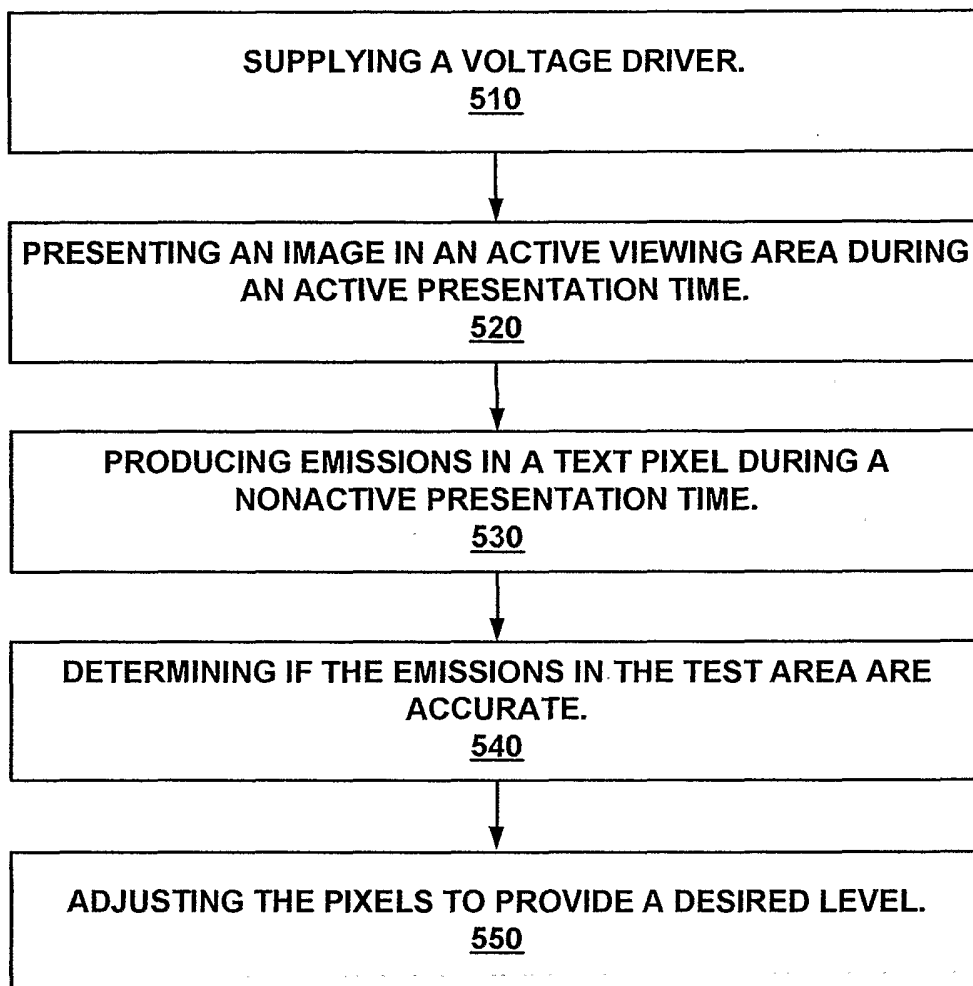 SUPPLYING A VOLTAGE DRIVER.
510
PRESENTING AN IMAGE IN AN ACTIVE VIEWING AREA DURING
AN ACTIVE PRESENTATION TIME.
520
PRODUCING EMISSIONS IN A TEXT PIXEL DURING A
NONACTIVE PRESENTATION TIME.
530
DETERMINING IF THE EMISSIONS IN THE TEST AREA ARE
ACCURATE.
540
ADJUSTING THE PIXELS TO PROVIDE A DESIRED LEVEL.
550